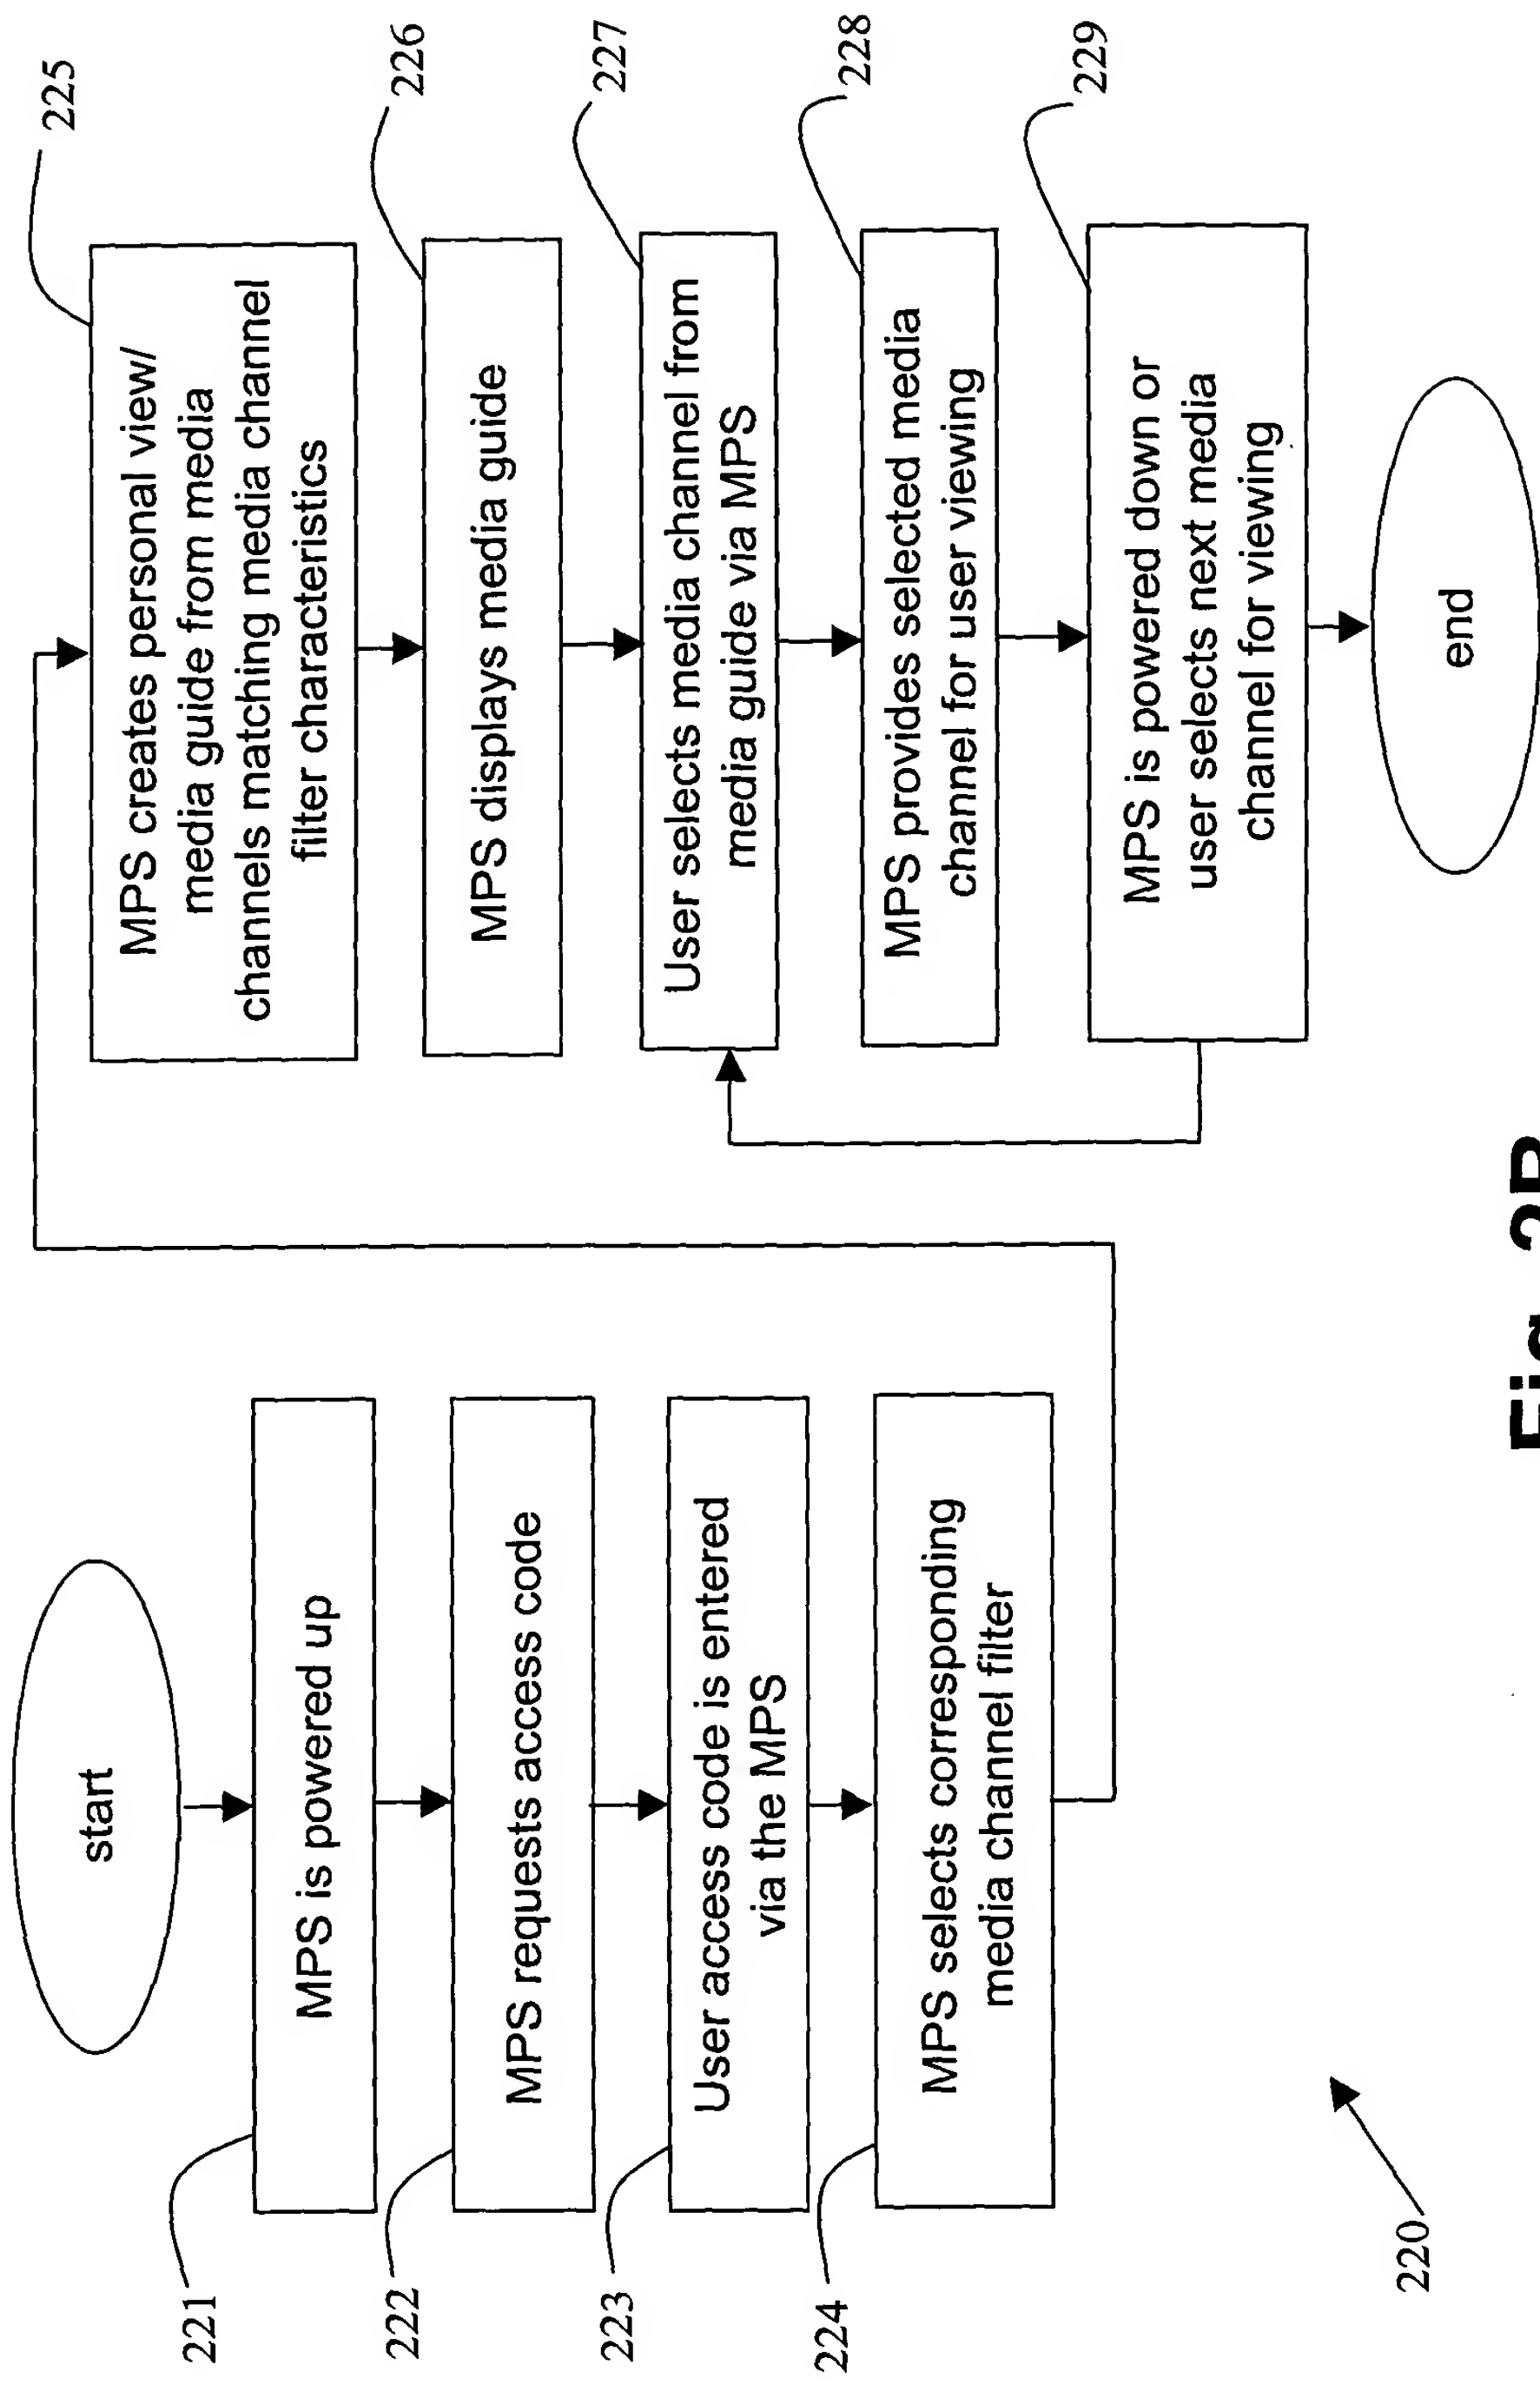 start
221
MPS is powered up
222
MPS requests access code
223
User access code is entered
via the MPS
224
MPS selects corresponding
media channel filter
225
MPS creates personal view/
media guide from media
channels matching media channel
filter characteristics
226
MPS displays media guide
227
User selects media channel from
media guide via MPS
228
MPS provides selected media
channel for user viewing
229
MPS is powered down or
user selects next media
channel for viewing
end
220
Fig. 2B